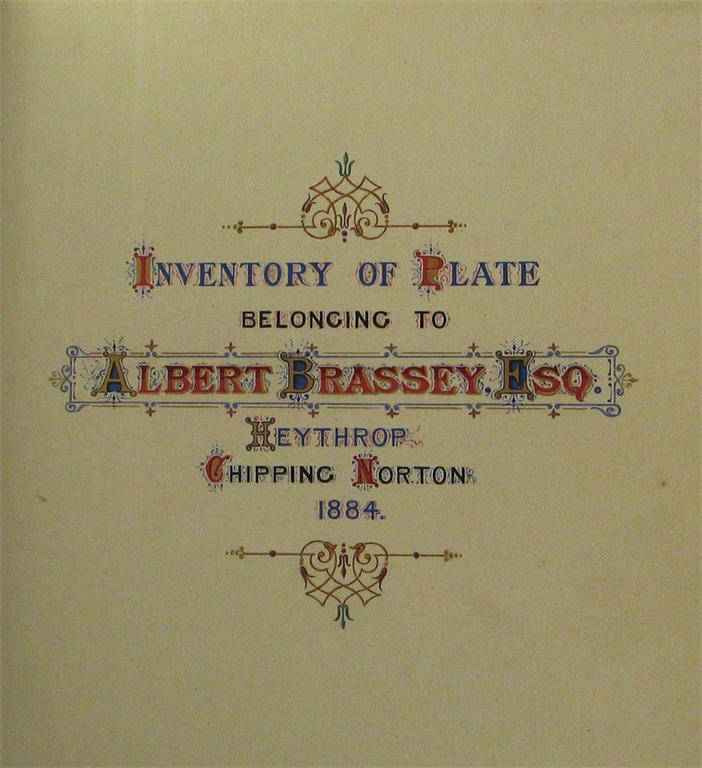 INVENTORY OF PLATE
BELONGING TO
ALBERT BRASSEY, ESQ.
HEYTHROP
CHIPPING NORTON.
1884.